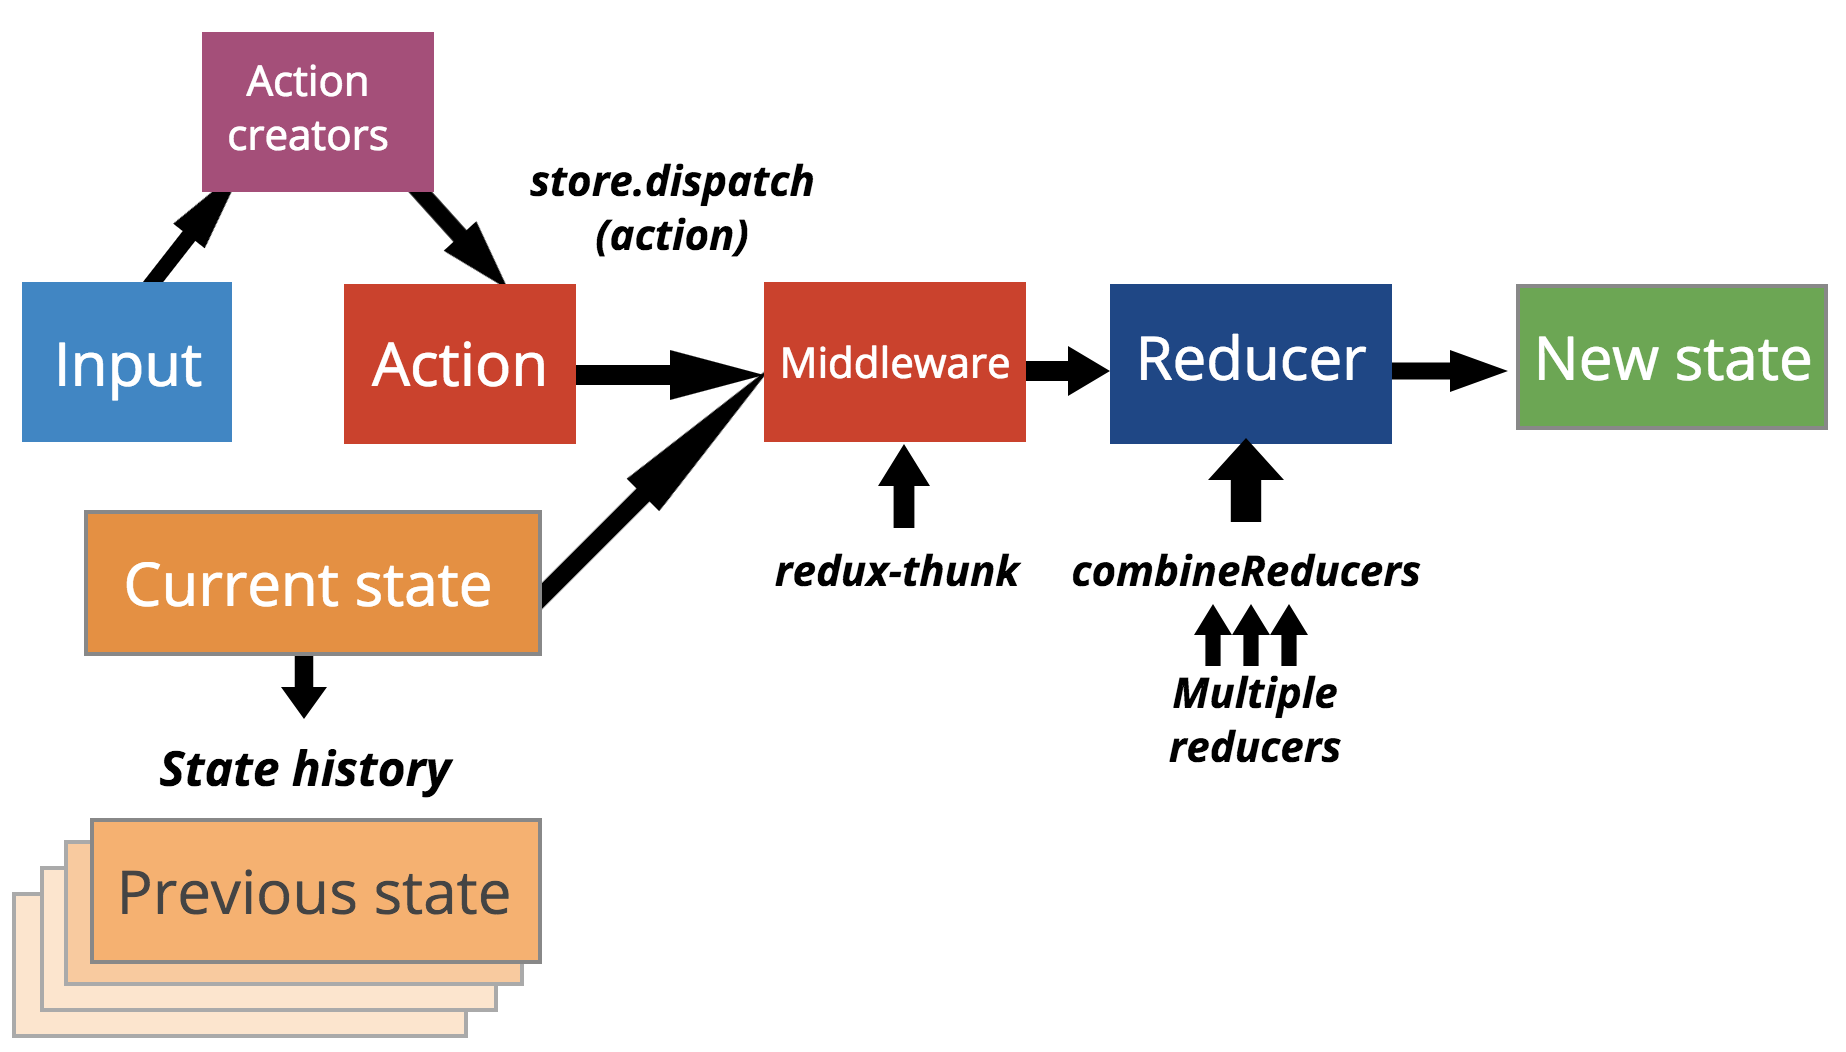 Action
creators
store.dispatch
(action)
Input
Action
Middleware
Reducer
New state
Current state
redux-thunk
combineReducers
Multiple
reducers
State history
Previous state